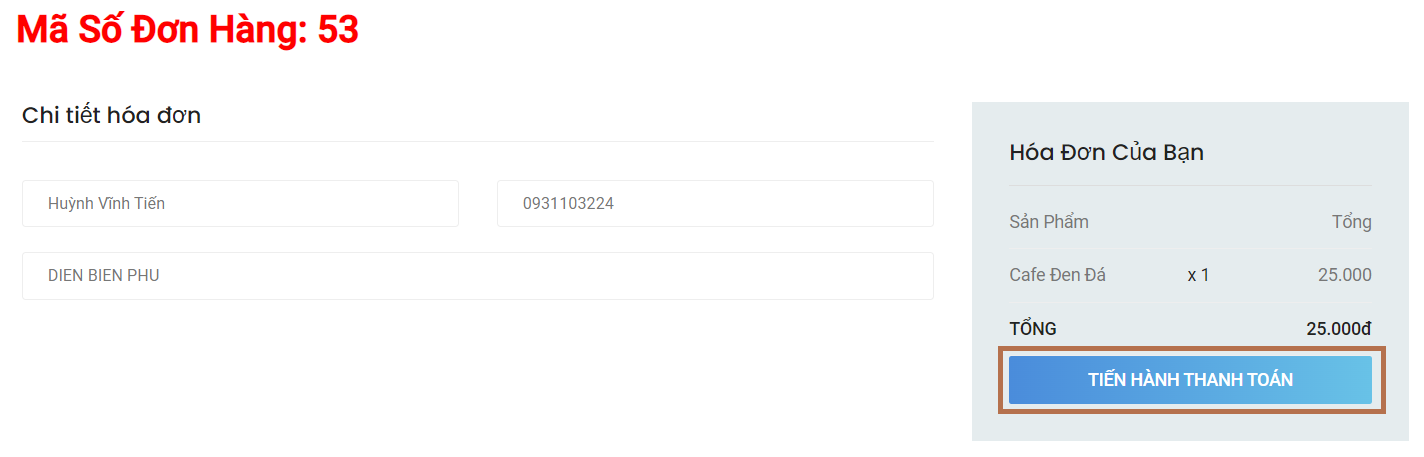 Mã Số Đơn Hàng: 53
Chi tiết hóa đơn
Huỳnh Vĩnh Tiến
0931103224
DIEN BIEN PHU
Hóa Đơn Của Bạn
Sản Phẩm Tổng
Cafe Đen Đá x 1 25.000
TỔNG 25.000đ
TIẾN HÀNH THANH TOÁN